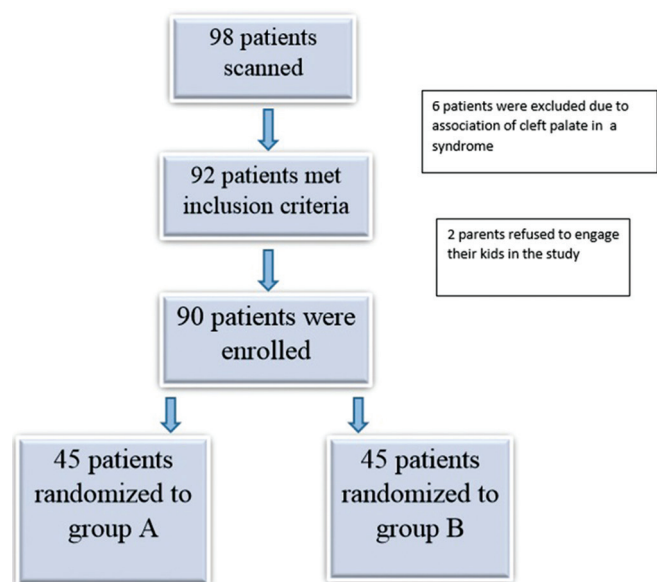 98 patients
scanned
6 patients were excluded due to
association of cleft palate in a
syndrome
92 patients met
inclusion criteria
2 parents refused to engage
their kids in the study
90 patients were
enrolled
45 patients
randomized to
group A
45 patients
randomized to
group B